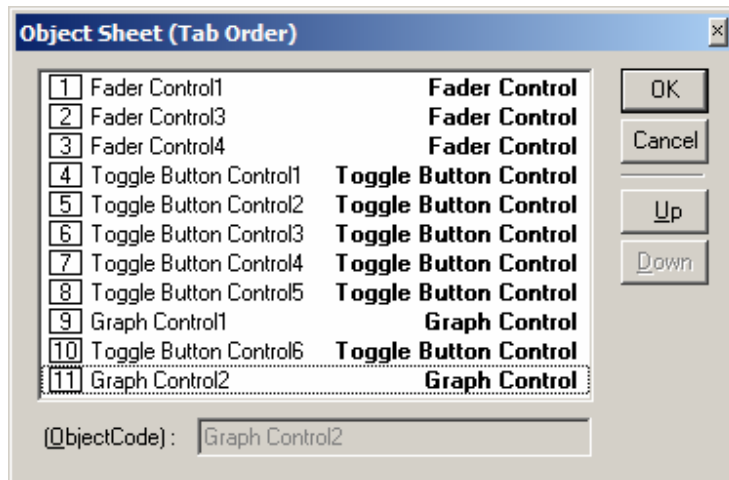 Object Sheet (Tab Order)
1 Fader Control1 Fader Control
2 Fader Control3 Fader Control
3 Fader Control4 Fader Control
4 Toggle Button Control1 Toggle Button Control
5 Toggle Button Control2 Toggle Button Control
6 Toggle Button Control3 Toggle Button Control
7 Toggle Button Control4 Toggle Button Control
8 Toggle Button Control5 Toggle Button Control
9 Graph Control1 Graph Control
10 Toggle Button Control6 Toggle Button Control
11 Graph Control2 Graph Control
OK
Cancel
Up
Down
(ObjectCode) : Graph Control2